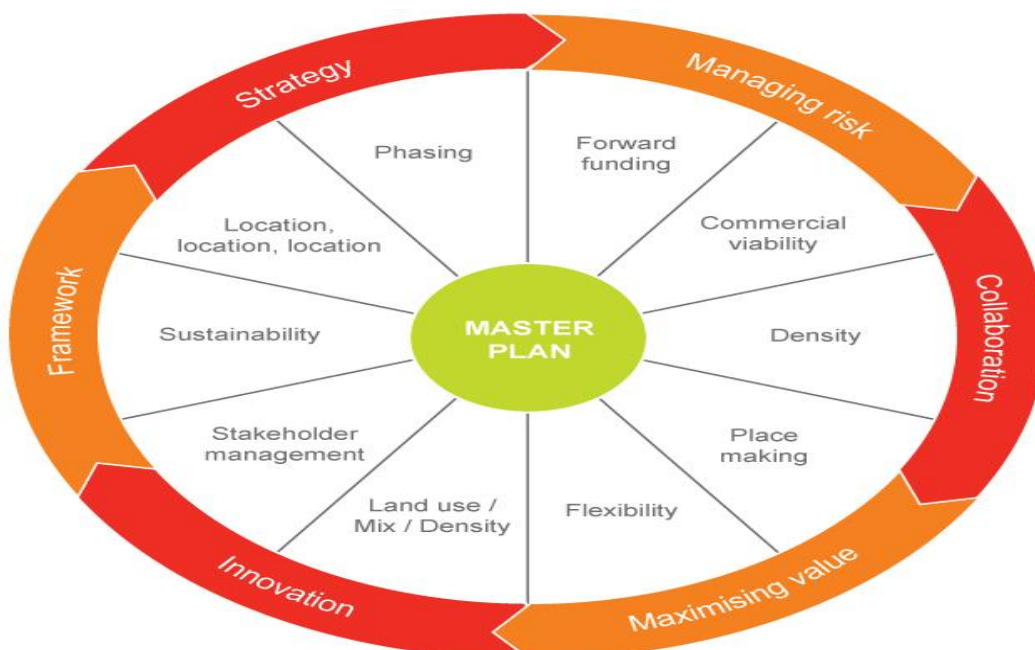 Strategy
Managing risk
Collaboration
Maximising value
Innovation
Framework
Phasing
Forward
funding
Commercial
viability
Density
Place
making
Flexibility
Land use /
Mix / Density
Stakeholder
management
Sustainability
Location,
location, location
MASTER
PLAN